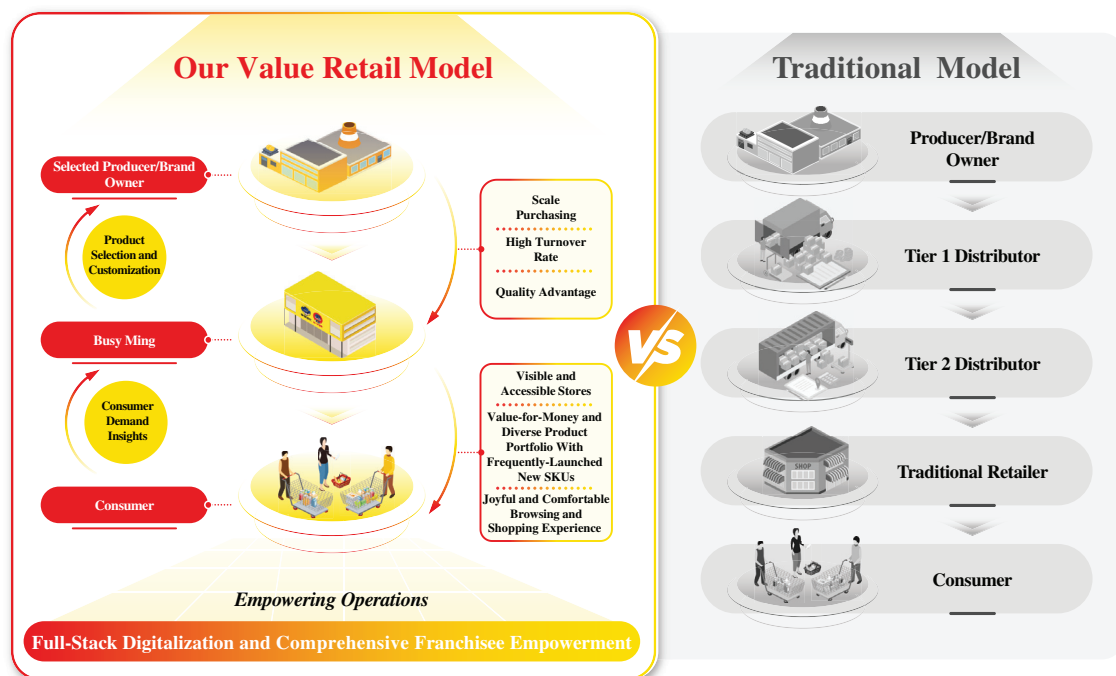 Our Value Retail Model
Selected Producer/Brand
Owner
Product
Selection and
Customization
Busy Ming
Consumer
Demand
Insights
Consumer
Scale
Purchasing
High Turnover
Rate
Quality Advantage
Visible and
Accessible Stores
Value-for-Money and
Diverse Product
Portfolio With
Frequently-Launched
New SKUs
Joyful and Comfortable
Browsing and
Shopping Experience
Empowering Operations
Full-Stack Digitalization and Comprehensive Franchisee Empowerment
VS
Traditional Model
Producer/Brand
Owner
Tier 1 Distributor
Tier 2 Distributor
SHOP
Traditional Retailer
Consumer